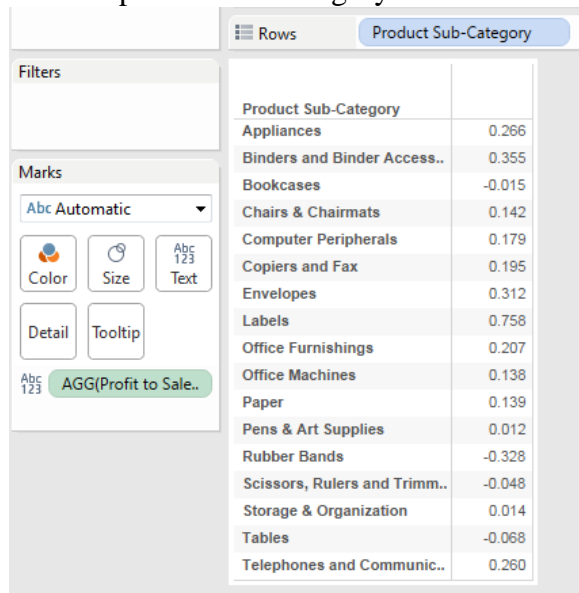 Rows Product Sub-Category
Filters
Product Sub-Category
Appliances 0.266
Binders and Binder Access.. 0.355
Marks
Bookcases -0.015
Abc Automatic
Chairs & Chairmats 0.142
Computer Peripherals 0.179
Abc
123
Color Size Text
Copiers and Fax 0.195
Envelopes 0.312
Labels 0.758
Detail Tooltip
Office Furnishings 0.207
Office Machines 0.138
Abc
123 AGG(Profit to Sale..
Paper 0.139
Pens & Art Supplies 0.012
Rubber Bands -0.328
Scissors, Rulers and Trimm.. -0.048
Storage & Organization 0.014
Tables -0.068
Telephones and Communic.. 0.260